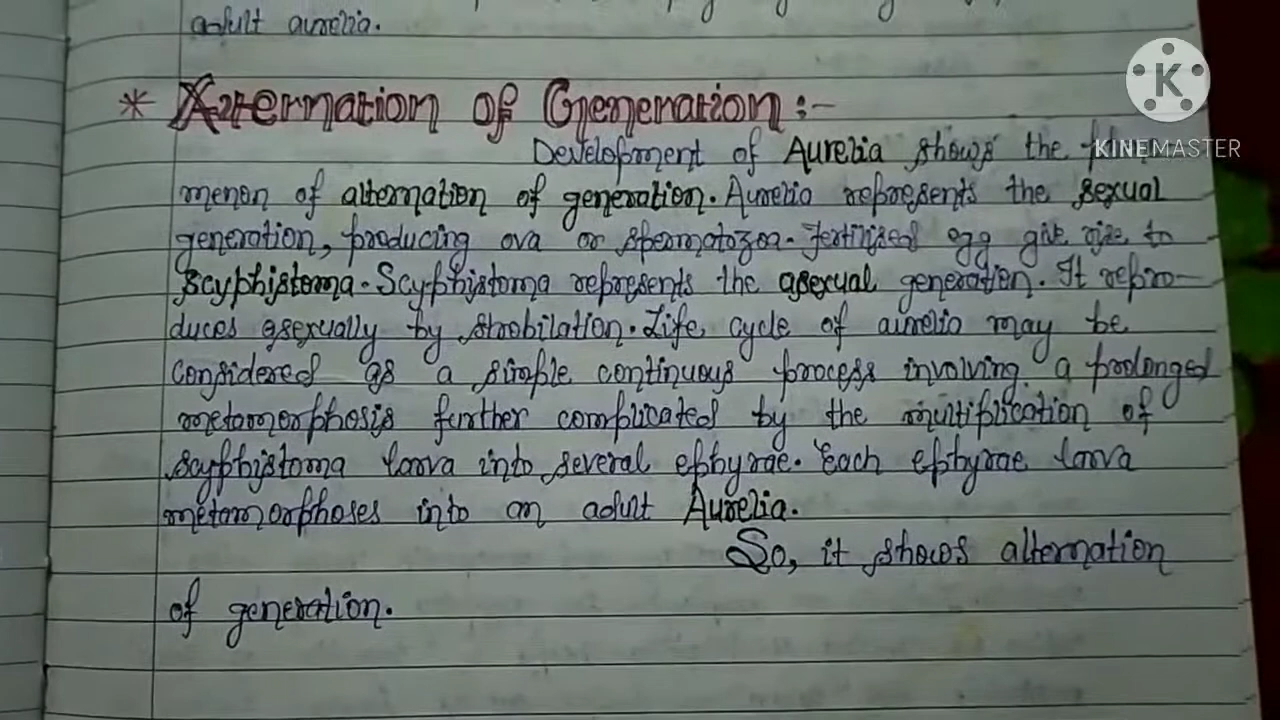 adult aurelia.
* Alternation of Generation :-
Development of Aurelia shows the pheno
menon of alternation of generation. Aurelia represents the sexual
generation, producing ova or spermatozoa. Fertilised egg give rise to
Scyphistoma. Scyphistoma represents the asexual generation. It repro-
duces asexually by strobilation. Life cycle of aurelia may be
considered as a simple continuous process involving a prolonged
metamorphosis further complicated by the multiplication of
scyphistoma larva into several ephyrae. Each ephyrae larva
metamorphoses into an adult Aurelia.
So, it shows alternation
of generation.
K
KINEMASTER